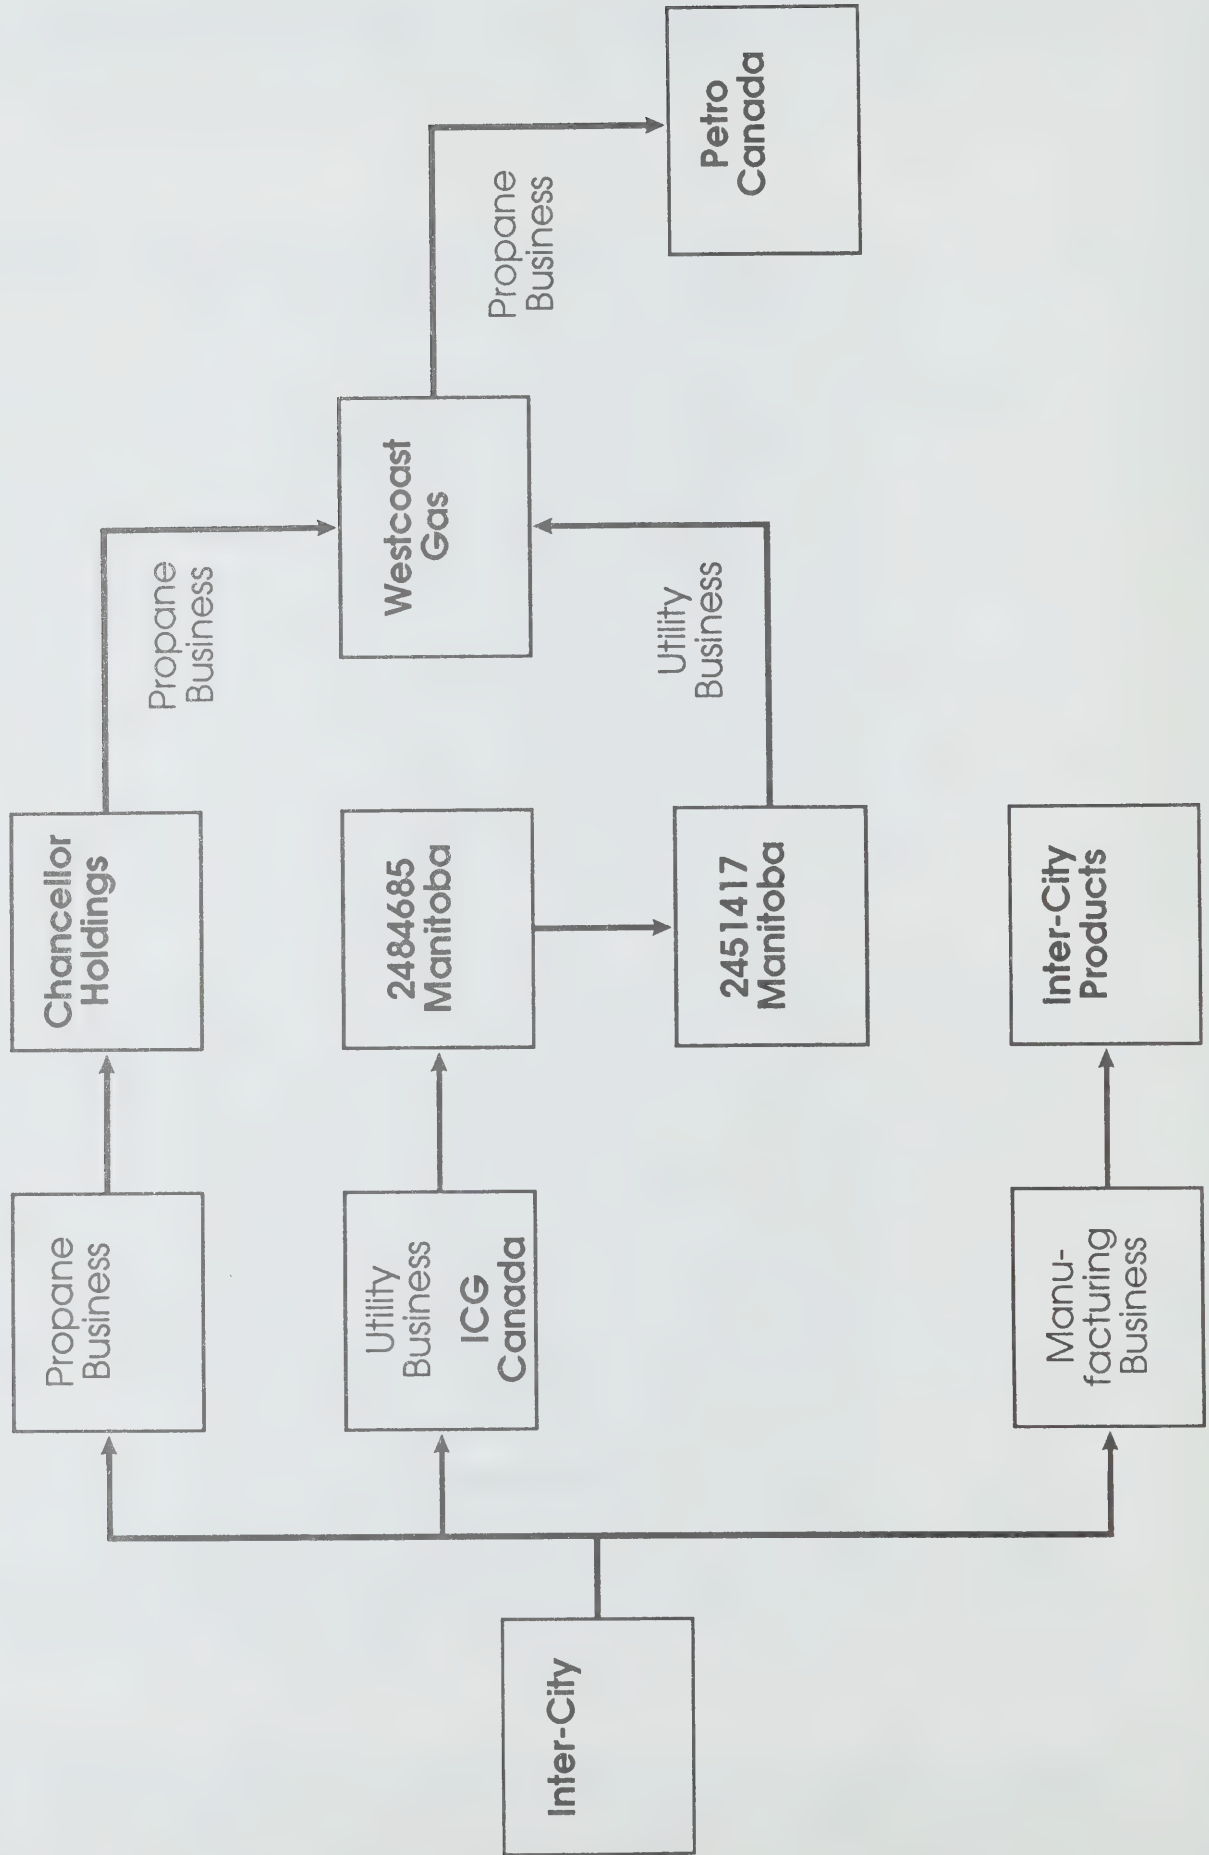 Propane
Business
Chancellor
Holdings
Propane
Business
Utility
Business
ICG
Canada
2484685
Manitoba
Westcoast
Gas
Propane
Business
Inter-City
2451417
Manitoba
Utility
Business
Petro
Canada
Manu-
facturing
Business
Inter-City
Products